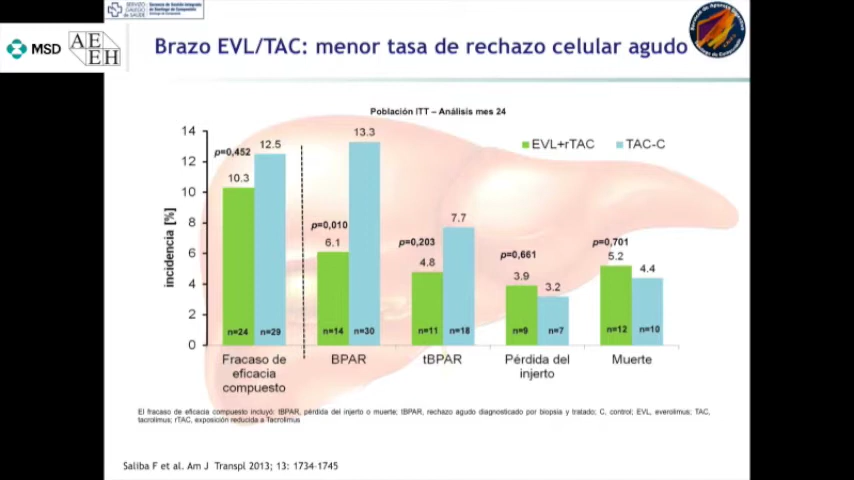 SERVIZO
GALEGO
de SAÚDE
MSD
AEEH
Brazo EVL/TAC: menor tasa de rechazo celular agudo
Población ITT – Análisis mes 24
EVL+rTAC
TAC-C
incidencia [%]
14
12
10
8
6
4
2
0
p=0,452
10.3
12.5
n=24
n=29
Fracaso de
eficacia
compuesto
p=0,010
6.1
13.3
n=14
n=30
BPAR
p=0,203
4.8
7.7
n=11
n=18
tBPAR
p=0,661
3.9
3.2
n=9
n=7
Pérdida del
injerto
p=0,701
5.2
4.4
n=12
n=10
Muerte
El fracaso de eficacia compuesto incluyó: tBPAR, pérdida del injerto o muerte; tBPAR, rechazo agudo diagnosticado por biopsia y tratado; C, control; EVL, everolimus; TAC,
tacrolimus; rTAC, exposición reducida a Tacrolimus
Saliba F et al. Am J Transpl 2013; 13: 1734-1745